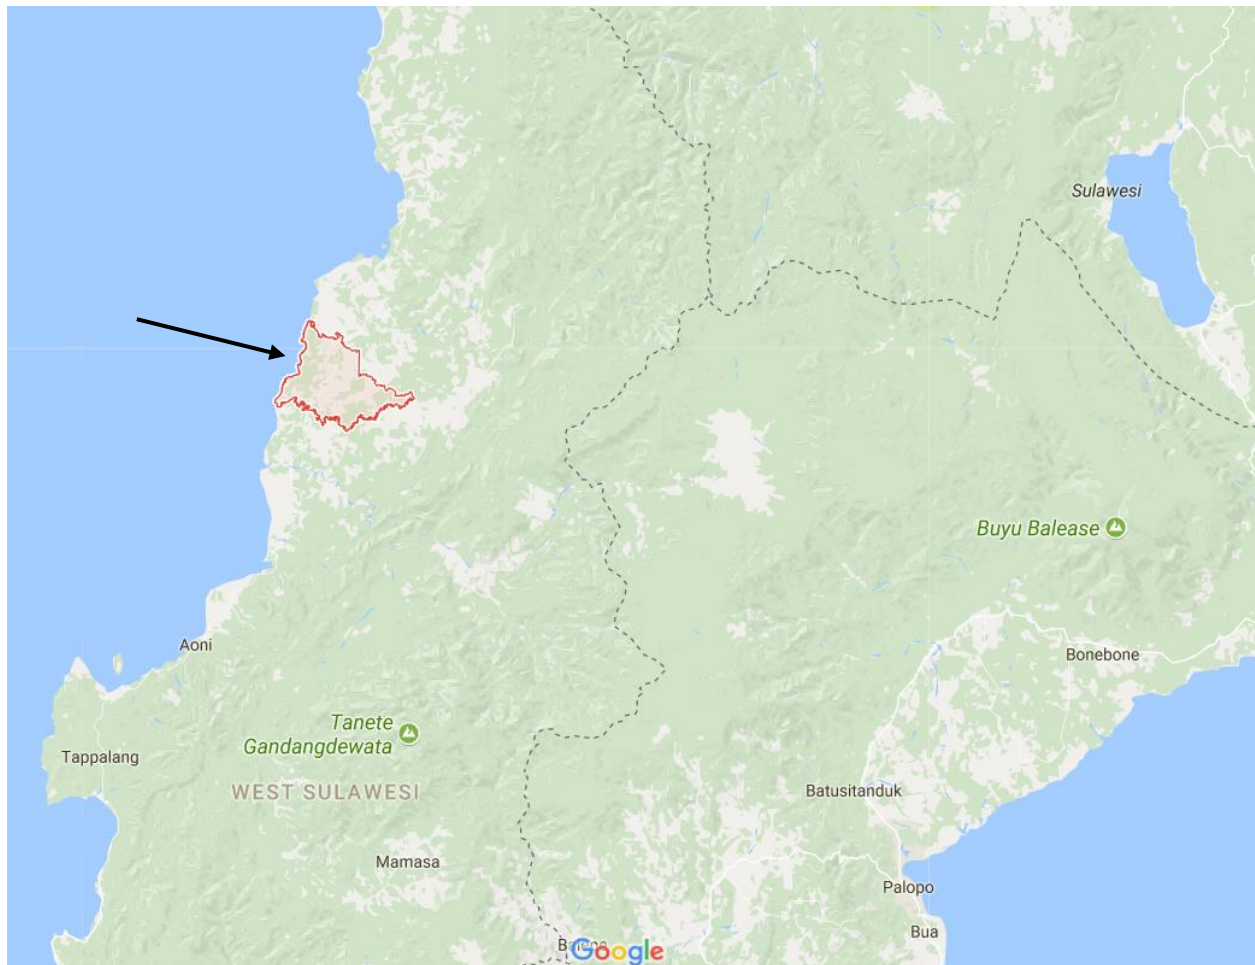 Sulawesi
Buyu Balease
Aoni
Bonebone
Tanete
Gandangdewata
Tappalang
WEST SULAWESI
Batusitanduk
Mamasa
Palopo
Bua
Google